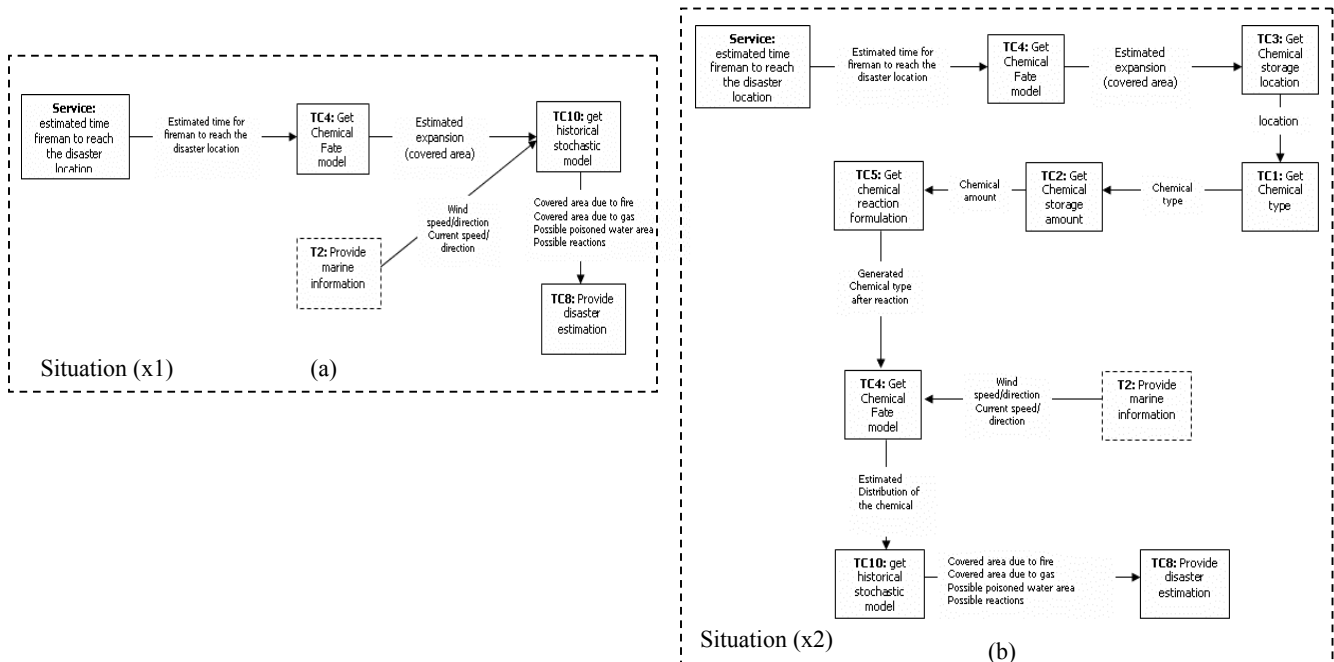 Service:
estimated time
fireman to reach
the disaster
location
Estimated time for
fireman to reach the
disaster location
TC4: Get
Chemical
Fate
model
Estimated
expansion
(covered area)
TC10: get
historical
stochastic
model
Wind
speed/direction
Current speed/
direction
Covered area due to fire
Covered area due to gas
Possible poisoned water area
Possible reactions
T2: Provide
marine
information
TC8: Provide
disaster
estimation
Situation (x1)
(a)
Service:
estimated time
fireman to reach
the disaster
location
Estimated time for
fireman to reach the
disaster location
TC4: Get
Chemical
Fate
model
Estimated
expansion
(covered area)
TC3: Get
Chemical
storage
location
location
TC1: Get
Chemical
type
Chemical
type
TC2: Get
Chemical
storage
amount
Chemical
amount
TC5: Get
chemical
reaction
formulation
Generated
Chemical type
after reaction
TC4: Get
Chemical
Fate
model
Wind
speed/direction
Current speed/
direction
T2: Provide
marine
information
Estimated
Distribution of
the chemical
TC10: get
historical
stochastic
model
Covered area due to fire
Covered area due to gas
Possible poisoned water area
Possible reactions
TC8: Provide
disaster
estimation
Situation (x2)
(b)